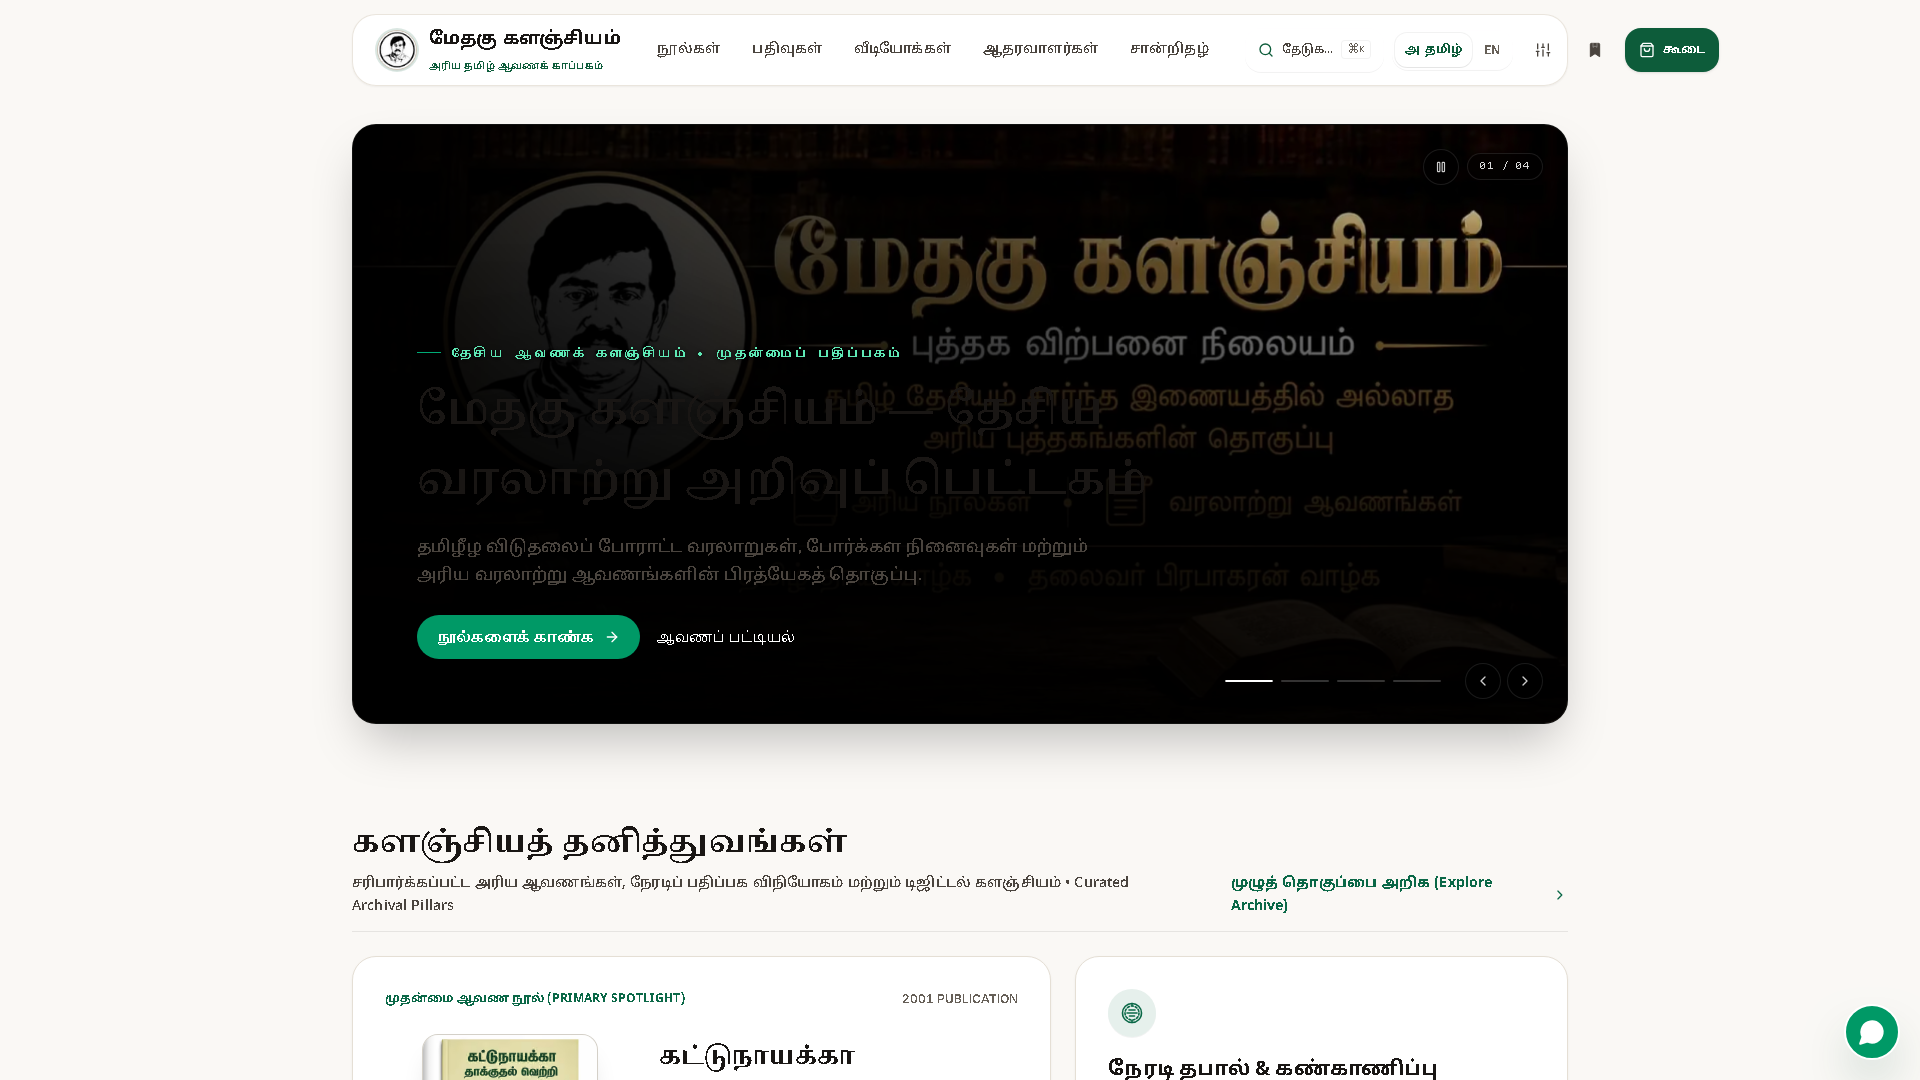 மேதகு களஞ்சியம்
அரிய தமிழ் ஆவணக் காப்பகம்
நூல்கள்
பதிவுகள்
வீடியோக்கள்
ஆதரவாளர்கள்
சான்றிதழ்
தேடுக...
⌘K
அ தமிழ்
EN
கூடை
01 / 04
மேதகு களஞ்சியம்
புத்தக விற்பனை நிலையம்
தமிழ் தேசியம் சார்ந்த இணையத்தில் அல்லாத
அரிய புத்தகங்களின் தொகுப்பு
அரிய நூல்கள் • வரலாற்று ஆவணங்கள்
• தலைவர் பிரபாகரன் வாழ்க
தேசிய ஆவணக் களஞ்சியம் • முதன்மைப் பதிப்பகம்
மேதகு களஞ்சியம் — தேசிய
வரலாற்று அறிவுப் பெட்டகம்
தமிழீழ விடுதலைப் போராட்ட வரலாறுகள், போர்க்கள நினைவுகள் மற்றும்
அரிய வரலாற்று ஆவணங்களின் பிரத்யேகத் தொகுப்பு.
நூல்களைக் காண்க
ஆவணப் பட்டியல்
களஞ்சியத் தனித்துவங்கள்
சரிபார்க்கப்பட்ட அரிய ஆவணங்கள், நேரடிப் பதிப்பக விநியோகம் மற்றும் டிஜிட்டல் களஞ்சியம் • Curated
Archival Pillars
முழுத் தொகுப்பை அறிக (Explore
Archive)
முதன்மை ஆவண நூல் (PRIMARY SPOTLIGHT)
2001 PUBLICATION
கட்டுநாயக்கா
தாக்குதல் வெற்றி
கட்டுநாயக்கா
நேரடி தபால் & கண்காணிப்பு